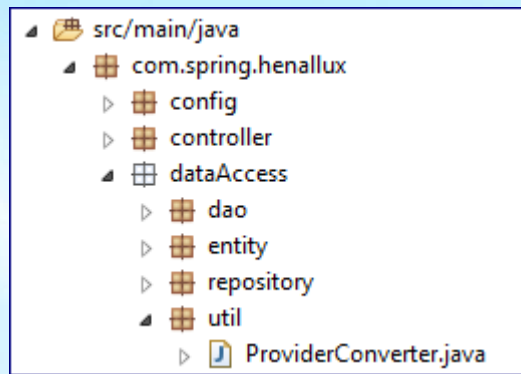 src/main/java
com.spring.henallux
config
controller
dataAccess
dao
entity
repository
util
ProviderConverter.java